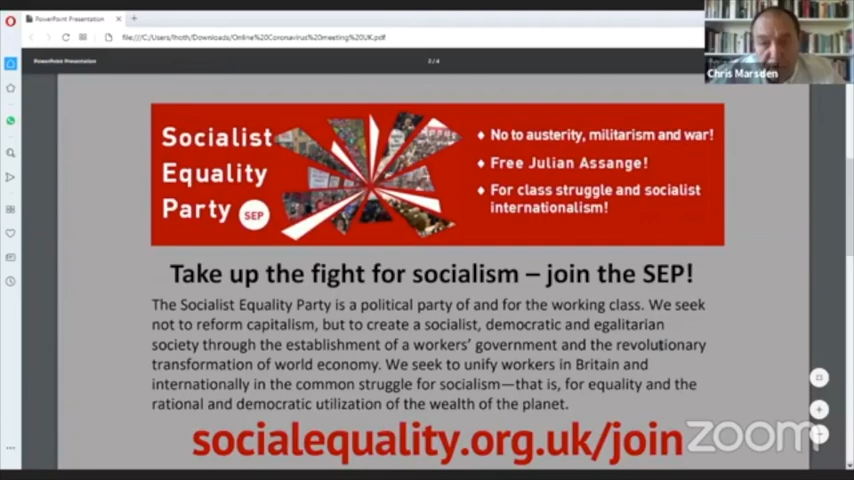 PowerPoint Presentation
file:///C:/Users/lhoth/Downloads/Online%20Coronavirus%20meeting%20UK.pdf
PowerPoint Presentation
2 / 4
Chris Marsden
Socialist
Equality
Party SEP
♦ No to austerity, militarism and war!
♦ Free Julian Assange!
♦ For class struggle and socialist
internationalism!
Take up the fight for socialism – join the SEP!
The Socialist Equality Party is a political party of and for the working class. We seek
not to reform capitalism, but to create a socialist, democratic and egalitarian
society through the establishment of a workers' government and the revolutionary
transformation of world economy. We seek to unify workers in Britain and
internationally in the common struggle for socialism—that is, for equality and the
rational and democratic utilization of the wealth of the planet.
socialequality.org.uk/join
zoom